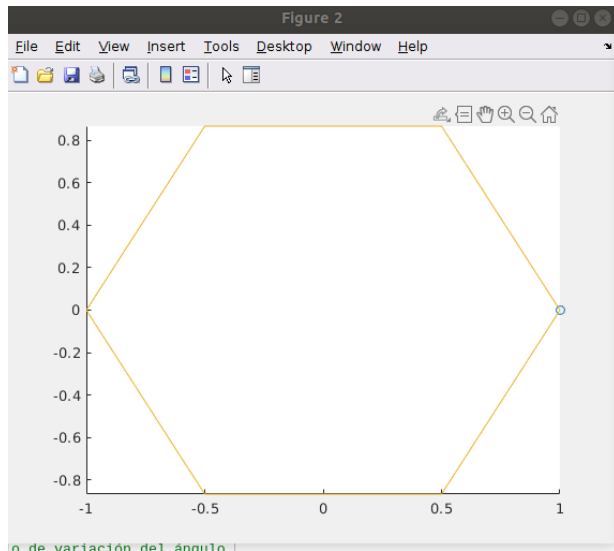 Figure 2
File Edit View Insert Tools Desktop Window Help
0.8
0.6
0.4
0.2
0
-0.2
-0.4
-0.6
-0.8
-1 -0.5 0 0.5 1
o de variación del ángulo